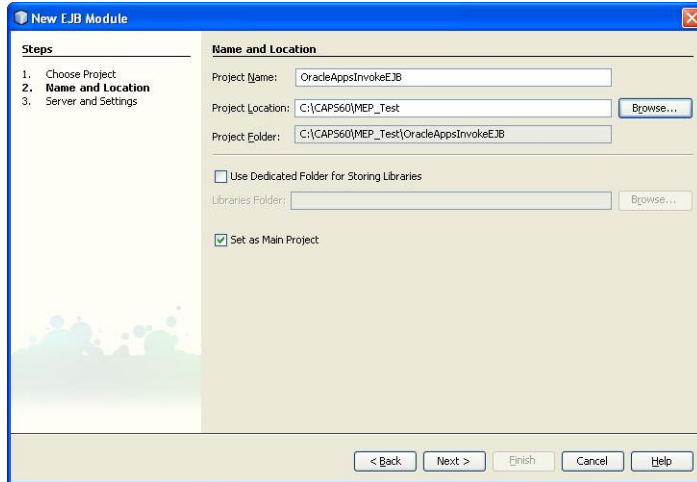 New EJB Module
Steps
1. Choose Project
2. Name and Location
3. Server and Settings
Name and Location
Project Name: OracleAppsInvokeEJB
Project Location: C:\CAPS60\MEP_Test Browse...
Project Folder: C:\CAPS60\MEP_Test\OracleAppsInvokeEJB
Use Dedicated Folder for Storing Libraries
Libraries Folder: Browse...
Set as Main Project
< Back Next > Finish Cancel Help